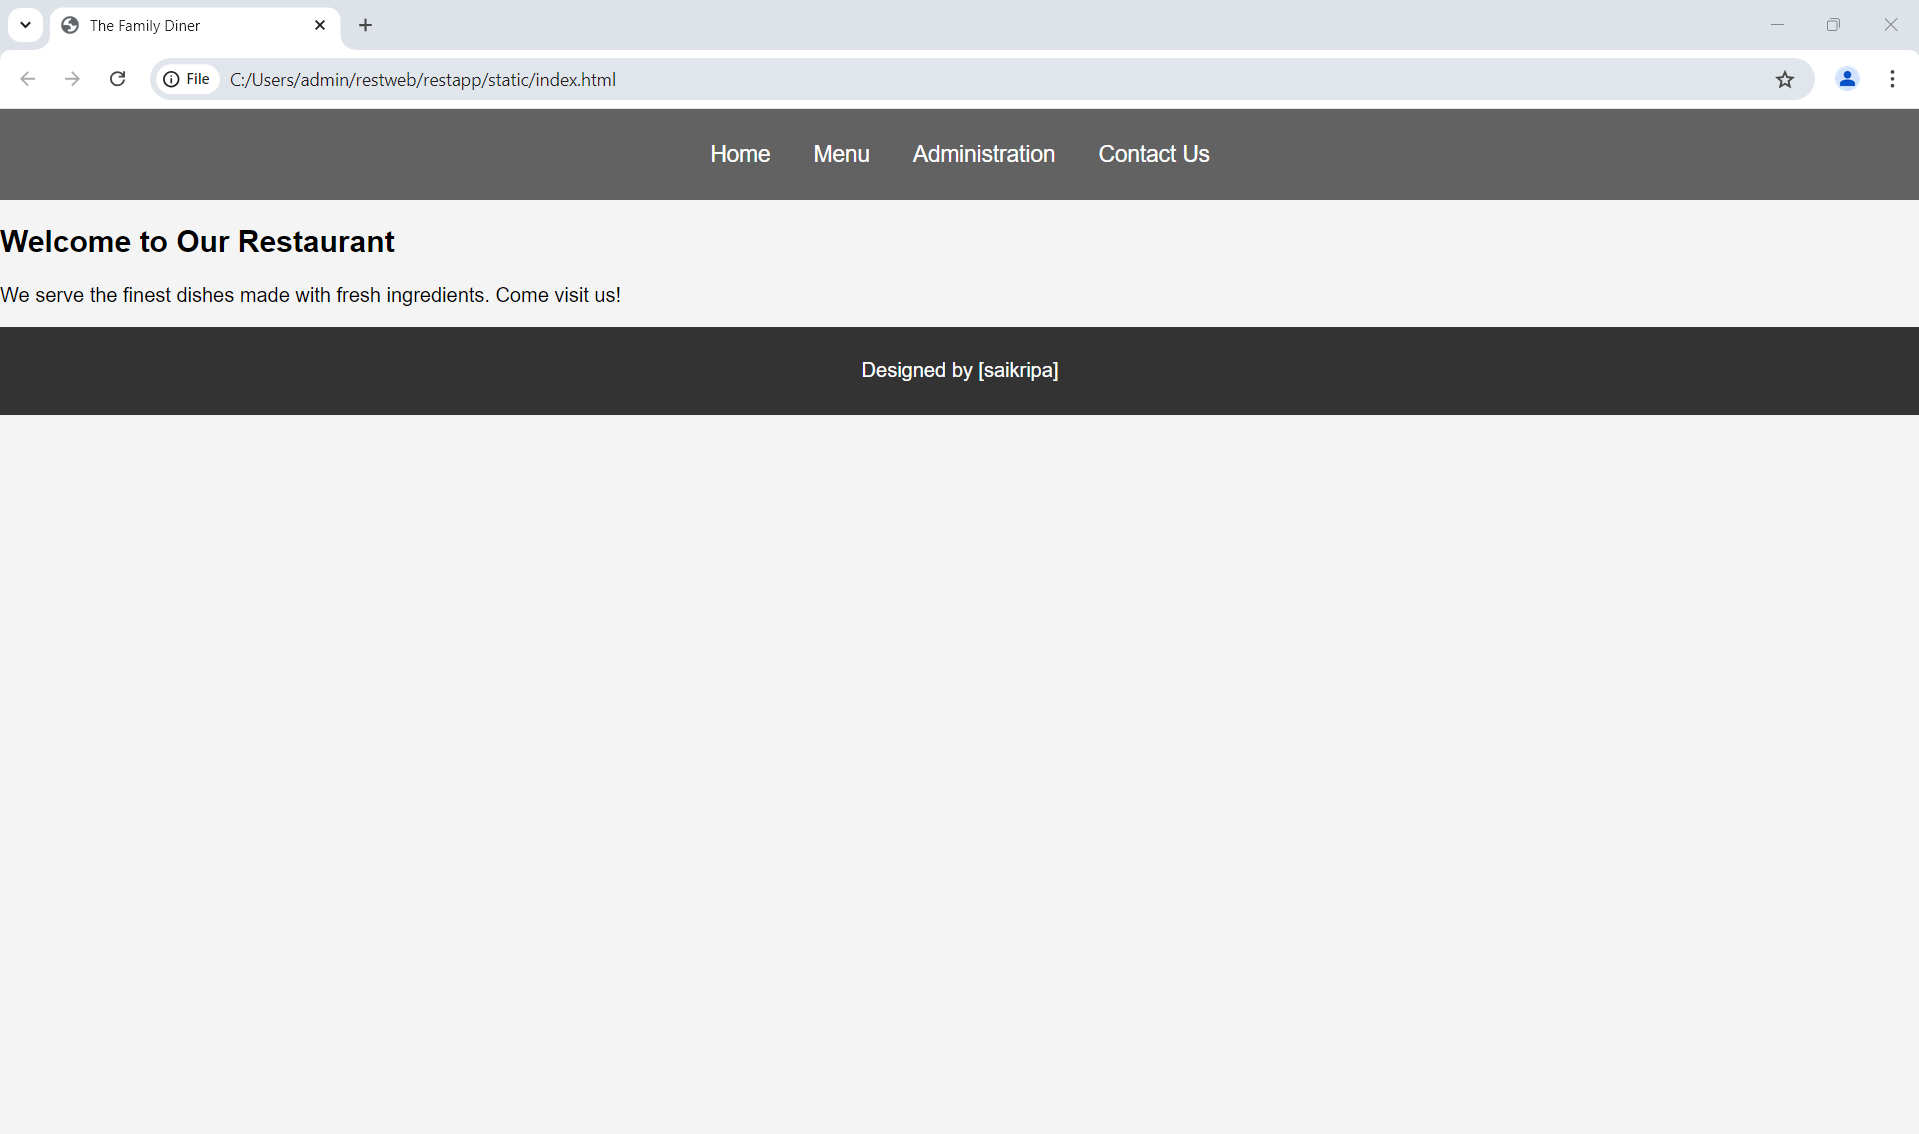 The Family Diner
File C:/Users/admin/restweb/restapp/static/index.html
Home Menu Administration Contact Us
Welcome to Our Restaurant
We serve the finest dishes made with fresh ingredients. Come visit us!
Designed by [saikripa]